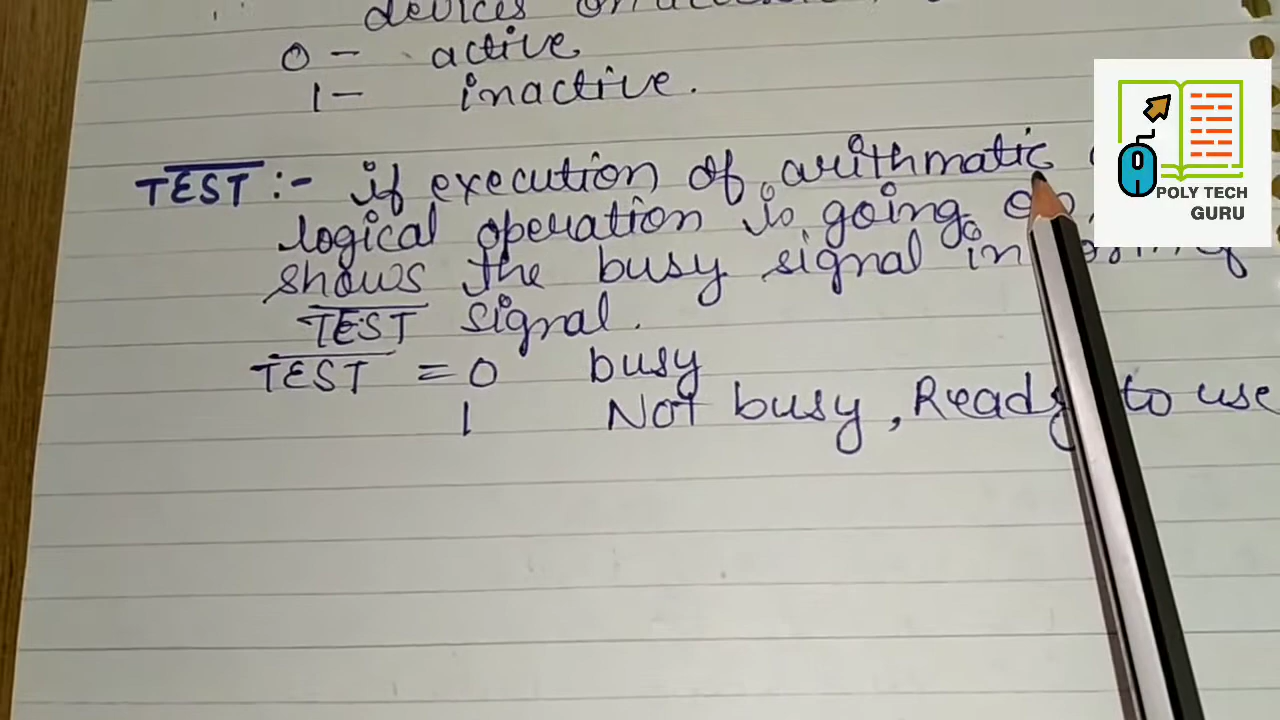 devices
0 - active
1 - inactive.
TEST :- if execution of arithmatic
logical operation is going on,
shows the busy signal in
TEST signal.
TEST = 0 busy
1 Not busy, Ready to use
POLY TECH
GURU